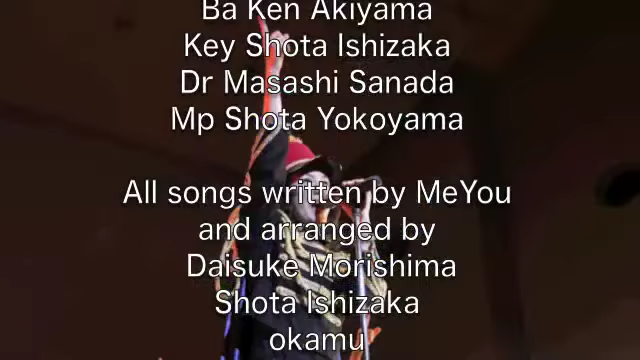 Ba Ken Akiyama
Key Shota Ishizaka
Dr Masashi Sanada
Mp Shota Yokoyama
All songs written by MeYou
and arranged by
Daisuke Morishima
Shota Ishizaka
okamu